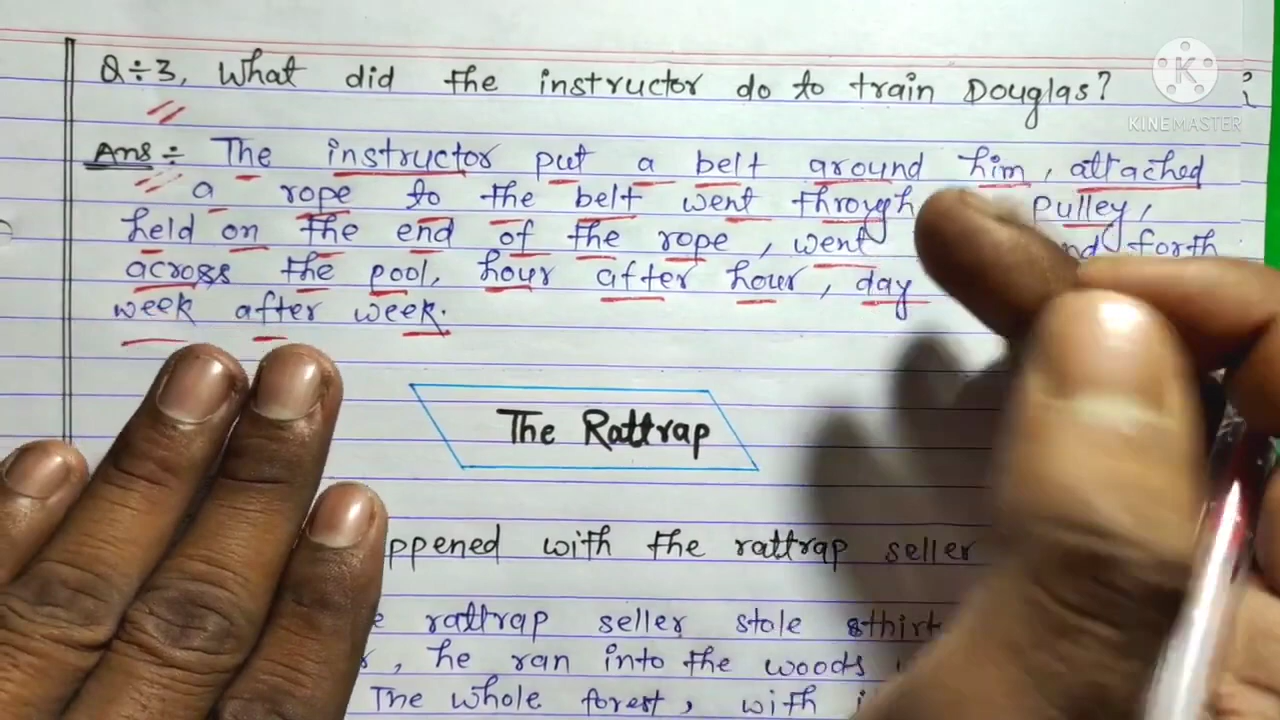 Q÷3, What did the instructor do to train Douglas?
KINEMASTER
Ans÷ The instructor put a belt around him, attached
a rope to the belt went through pulley,
held on the end of the rope, went forth
across the pool, hour after hour, day
week after week.
The Rattrap
ppened with the rattrap seller
rattrap seller stole
, he ran into the woods
The whole forest, with